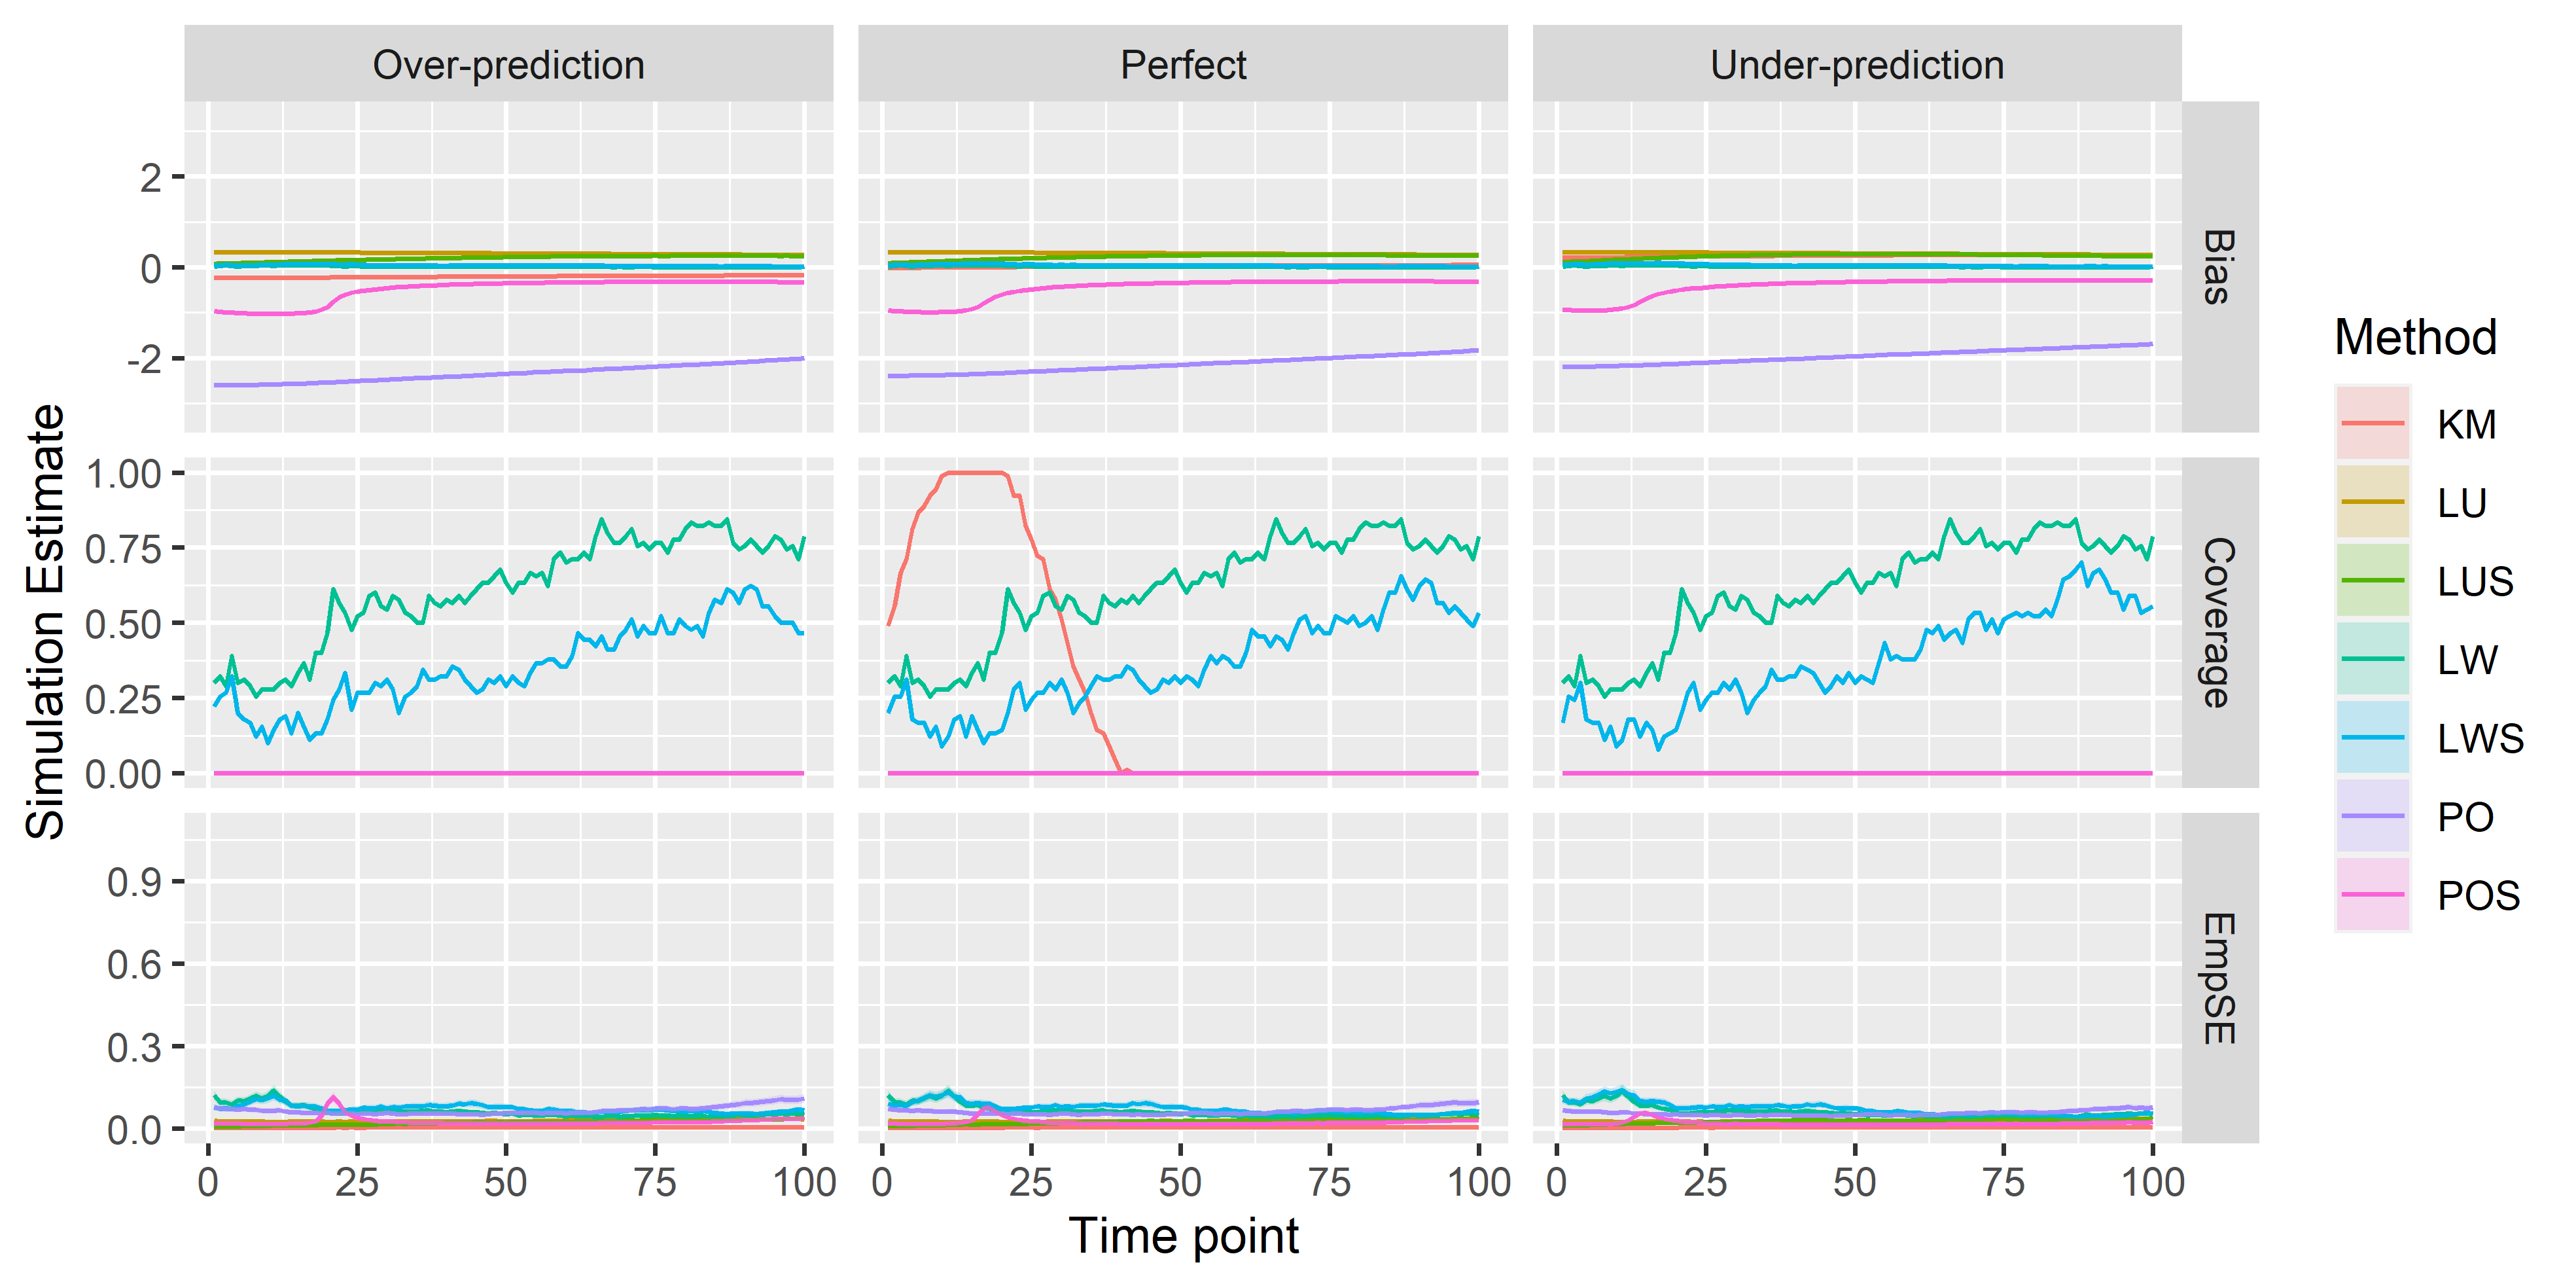 Over-prediction
Perfect
Under-prediction
2
0
-2
Bias
1.00
0.75
0.50
0.25
0.00
Coverage
0.9
0.6
0.3
0.0
EmpSE
0 25 50 75 100
0 25 50 75 100
0 25 50 75 100
Time point
Simulation Estimate
Method
KM
LU
LUS
LW
LWS
PO
POS